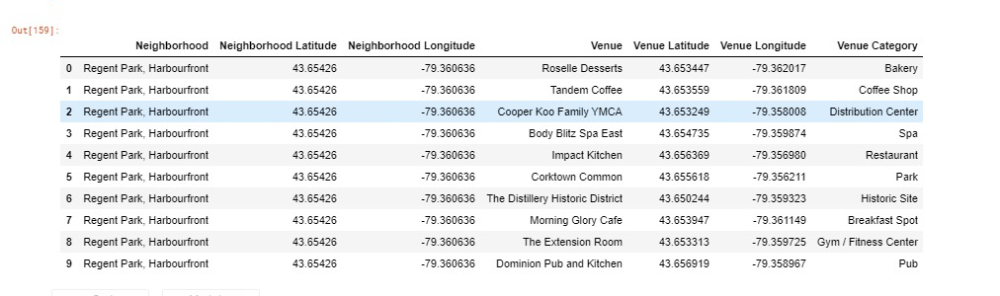 Out[159]:
Neighborhood Neighborhood Latitude Neighborhood Longitude Venue Venue Latitude Venue Longitude Venue Category
0 Regent Park, Harbourfront 43.65426 -79.360636 Roselle Desserts 43.653447 -79.362017 Bakery
1 Regent Park, Harbourfront 43.65426 -79.360636 Tandem Coffee 43.653559 -79.361809 Coffee Shop
2 Regent Park, Harbourfront 43.65426 -79.360636 Cooper Koo Family YMCA 43.653249 -79.358008 Distribution Center
3 Regent Park, Harbourfront 43.65426 -79.360636 Body Blitz Spa East 43.654735 -79.359874 Spa
4 Regent Park, Harbourfront 43.65426 -79.360636 Impact Kitchen 43.656369 -79.356980 Restaurant
5 Regent Park, Harbourfront 43.65426 -79.360636 Corktown Common 43.655618 -79.356211 Park
6 Regent Park, Harbourfront 43.65426 -79.360636 The Distillery Historic District 43.650244 -79.359323 Historic Site
7 Regent Park, Harbourfront 43.65426 -79.360636 Morning Glory Cafe 43.653947 -79.361149 Breakfast Spot
8 Regent Park, Harbourfront 43.65426 -79.360636 The Extension Room 43.653313 -79.359725 Gym / Fitness Center
9 Regent Park, Harbourfront 43.65426 -79.360636 Dominion Pub and Kitchen 43.656919 -79.358967 Pub